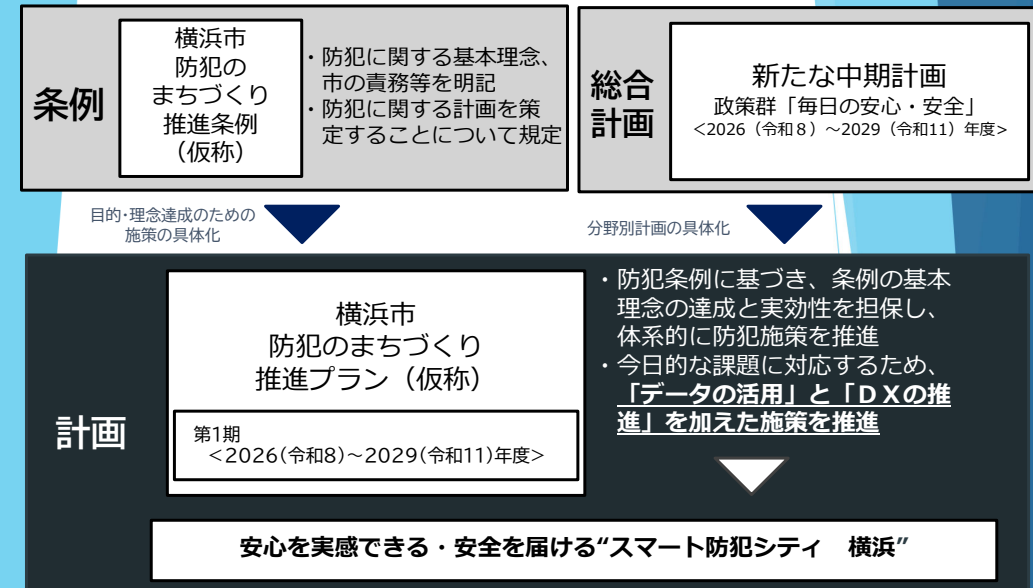 条例
横浜市
防犯の
まちづくり
推進条例
（仮称）
・防犯に関する基本理念、
市の責務等を明記
・防犯に関する計画を策
定することについて規定
総合
計画
新たな中期計画
政策群「毎日の安心・安全」
<2026（令和８）～2029（令和11）年度>
目的・理念達成のための
施策の具体化
分野別計画の具体化
計画
横浜市
防犯のまちづくり
推進プラン（仮称）
第1期
<2026(令和8)～2029(令和11)年度>
・防犯条例に基づき、条例の基本
理念の達成と実効性を担保し、
体系的に防犯施策を推進
・今日的な課題に対応するため、
「データの活用」と「ＤＸの推
進」を加えた施策を推進
安心を実感できる・安全を届ける“スマート防犯シティ　横浜”